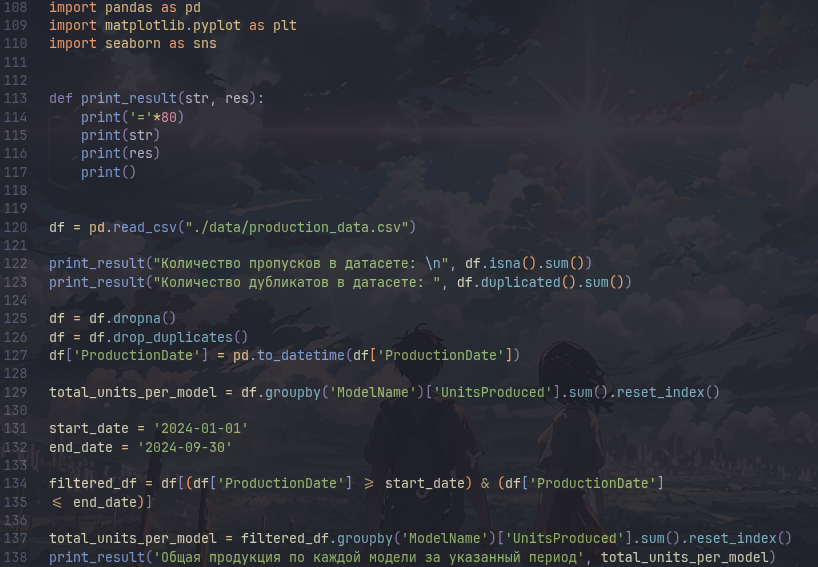 108 import pandas as pd
109 import matplotlib.pyplot as plt
110 import seaborn as sns
111
112
113 def print_result(str, res):
114     print('='*80)
115     print(str)
116     print(res)
117     print()
118
119
120 df = pd.read_csv("./data/production_data.csv")
121
122 print_result("Количество пропусков в датасете: \n", df.isna().sum())
123 print_result("Количество дубликатов в датасете: ", df.duplicated().sum())
124
125 df = df.dropna()
126 df = df.drop_duplicates()
127 df['ProductionDate'] = pd.to_datetime(df['ProductionDate'])
128
129 total_units_per_model = df.groupby('ModelName')['UnitsProduced'].sum().reset_index()
130
131 start_date = '2024-01-01'
132 end_date = '2024-09-30'
133
134 filtered_df = df[(df['ProductionDate'] ⩾ start_date) & (df['ProductionDate']
135 ⩽ end_date)]
136
137 total_units_per_model = filtered_df.groupby('ModelName')['UnitsProduced'].sum().reset_index()
138 print_result('Общая продукция по каждой модели за указанный период', total_units_per_model)